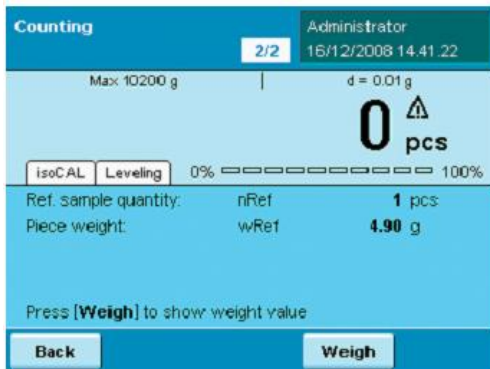 Counting Administrator
2/2 16/12/2008 14.41.22
Max 10200 g d = 0.01 g
0 pcs
isoCAL Leveling 0% 100%
Ref. sample quantity: nRef 1 pcs
Piece weight: wRef 4.90 g
Press [Weigh] to show weight value
Back Weigh